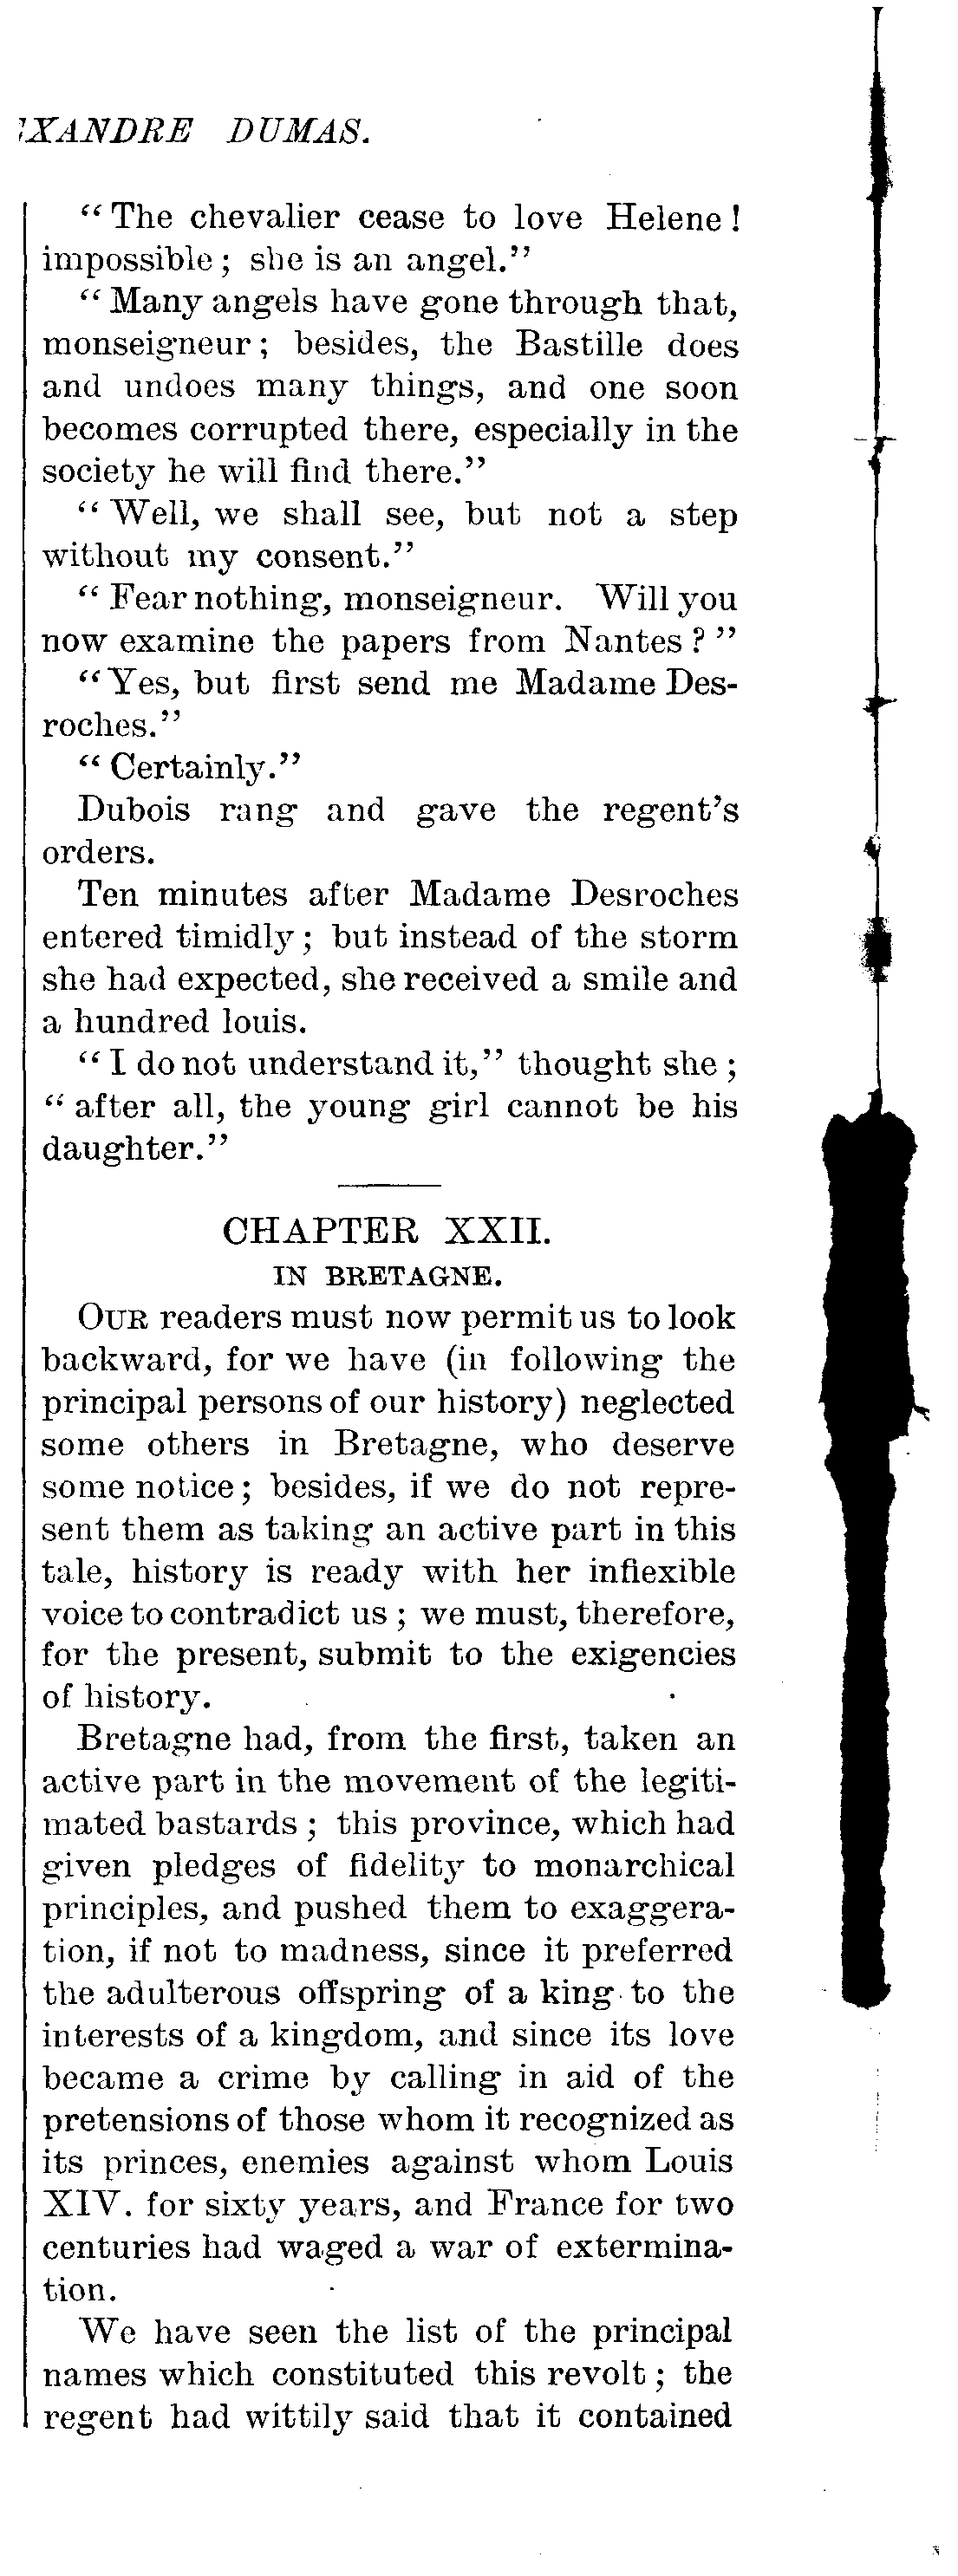 XANDRE DUMAS.
“The chevalier cease to love Helene!
impossible; she is an angel.”
“Many angels have gone through that,
monseigneur; besides, the Bastille does
and undoes many things, and one soon
becomes corrupted there, especially in the
society he will find there.”
“Well, we shall see, but not a step
without my consent.”
“Fear nothing, monseigneur. Will you
now examine the papers from Nantes?”
“Yes, but first send me Madame Des-
roches.”
“Certainly.”
Dubois rang and gave the regent’s
orders.
Ten minutes after Madame Desroches
entered timidly; but instead of the storm
she had expected, she received a smile and
a hundred louis.
“I do not understand it,” thought she;
“after all, the young girl cannot be his
daughter.”
CHAPTER XXII.
IN BRETAGNE.
OUR readers must now permit us to look
backward, for we have (in following the
principal persons of our history) neglected
some others in Bretagne, who deserve
some notice; besides, if we do not repre-
sent them as taking an active part in this
tale, history is ready with her inflexible
voice to contradict us; we must, therefore,
for the present, submit to the exigencies
of history.
Bretagne had, from the first, taken an
active part in the movement of the legiti-
mated bastards; this province, which had
given pledges of fidelity to monarchical
principles, and pushed them to exaggera-
tion, if not to madness, since it preferred
the adulterous offspring of a king to the
interests of a kingdom, and since its love
became a crime by calling in aid of the
pretensions of those whom it recognized as
its princes, enemies against whom Louis
XIV. for sixty years, and France for two
centuries had waged a war of extermina-
tion.
We have seen the list of the principal
names which constituted this revolt; the
regent had wittily said that it contained